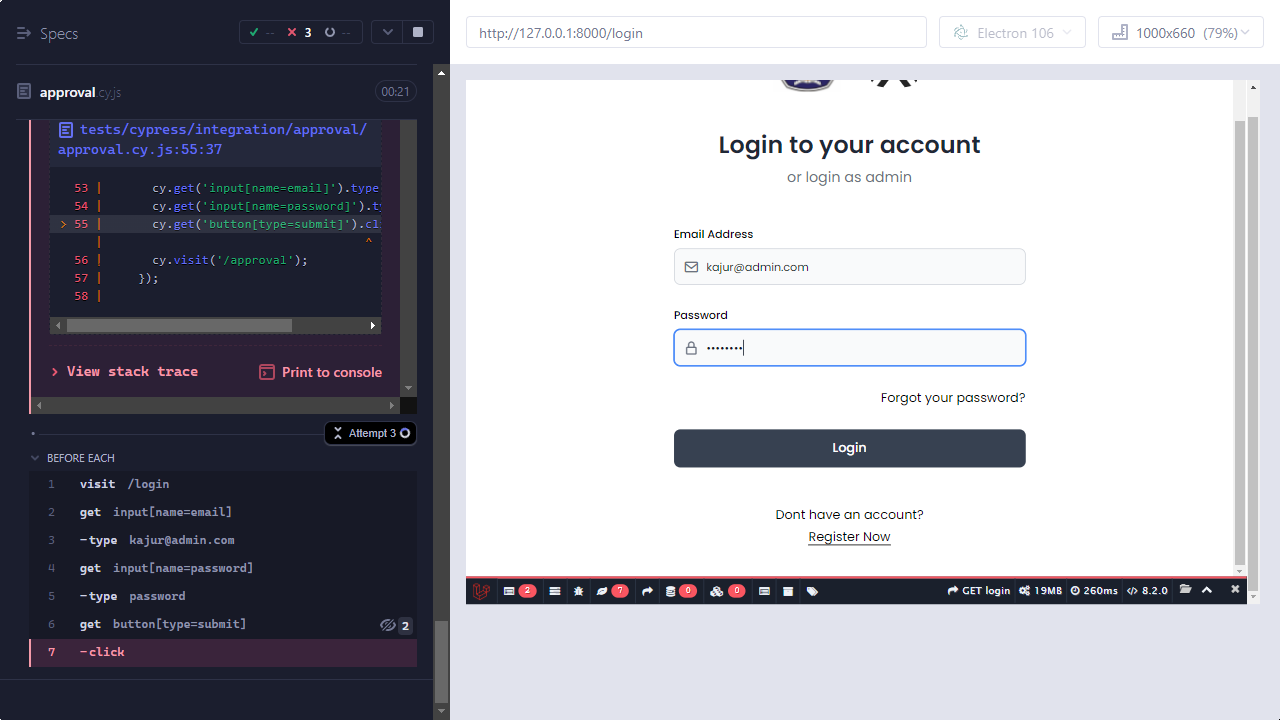 Specs
-- 3 --
approval.cy.js
00:21
tests/cypress/integration/approval/
approval.cy.js:55:37
53 | cy.get('input[name=email]').type
54 | cy.get('input[name=password]').ty
> 55 | cy.get('button[type=submit]').cl
| ^
56 | cy.visit('/approval');
57 | });
58 |
View stack trace
Print to console
Attempt 3
BEFORE EACH
1 visit /login
2 get input[name=email]
3 -type kajur@admin.com
4 get input[name=password]
5 -type password
6 get button[type=submit] 2
7 -click
http://127.0.0.1:8000/login
Electron 106
1000x660 (79%)
Login to your account
or login as admin
Email Address
kajur@admin.com
Password
••••••••
Forgot your password?
Login
Dont have an account?
Register Now
2 7 0 0 GET login 19MB 260ms 8.2.0